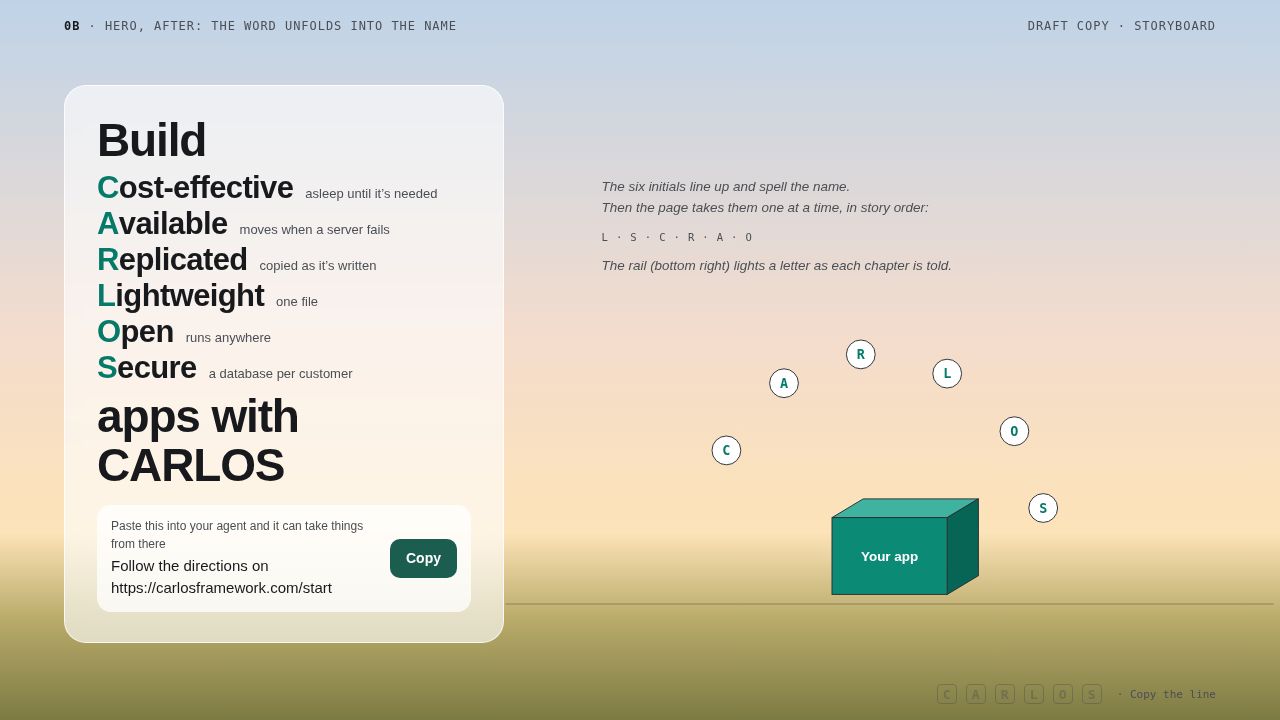 0B · HERO, AFTER: THE WORD UNFOLDS INTO THE NAME
DRAFT COPY · STORYBOARD
Build
Cost-effective asleep until it’s needed
Available moves when a server fails
Replicated copied as it’s written
Lightweight one file
Open runs anywhere
Secure a database per customer
apps with
CARLOS
Paste this into your agent and it can take things
from there
Follow the directions on
https://carlosframework.com/start
Copy
The six initials line up and spell the name.
Then the page takes them one at a time, in story order:
L · S · C · R · A · O
The rail (bottom right) lights a letter as each chapter is told.
C
A
R
L
O
S
Your app
C A R L O S · Copy the line